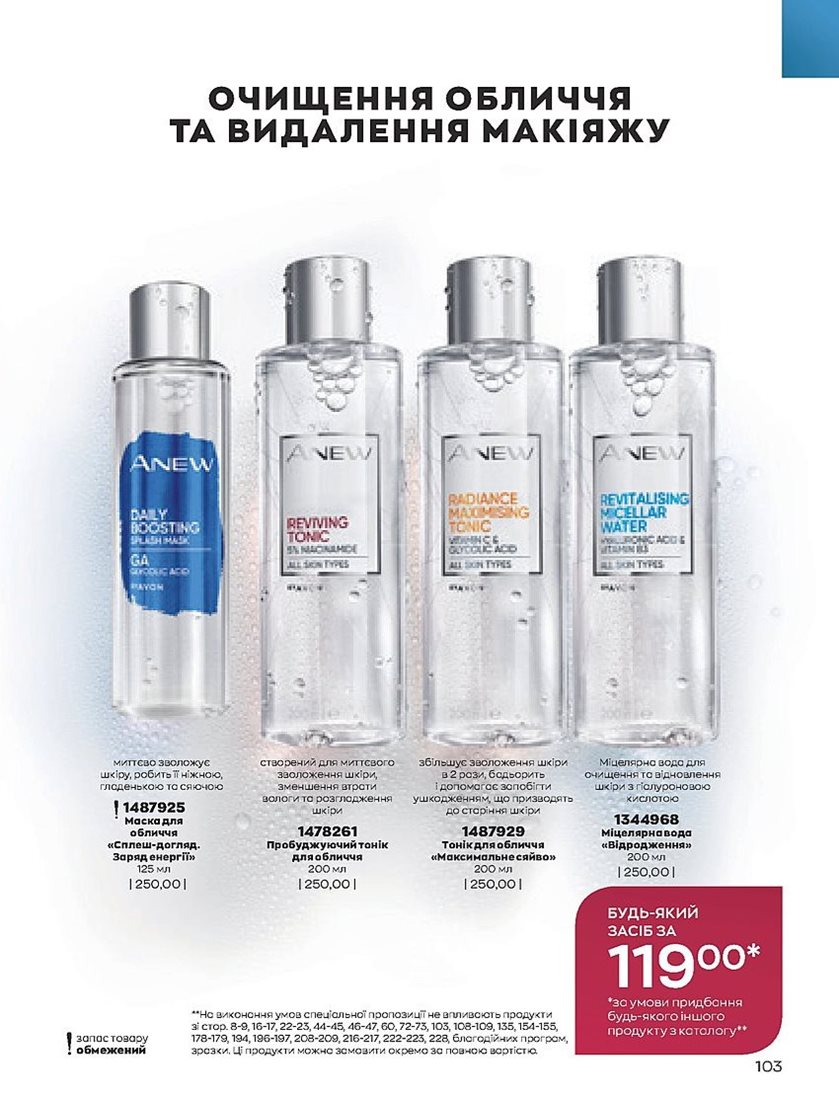 ОЧИЩЕННЯ ОБЛИЧЧЯ
ТА ВИДАЛЕННЯ МАКІЯЖУ
ANEW
DAILY
BOOSTING
SPLASH MASK
GA
GLYCOLIC ACID
AVON
ANEW
REVIVING
TONIC
5% NIACINAMIDE
ALL SKIN TYPES
AVON
200 ml e
ANEW
RADIANCE
MAXIMISING
TONIC
VITAMIN C &
GLYCOLIC ACID
ALL SKIN TYPES
AVON
200 ml e
ANEW
REVITALISING
MICELLAR
WATER
HYALURONIC ACID &
VITAMIN B3
ALL SKIN TYPES
AVON
200 ml e
миттєво зволожує
шкіру, робить її ніжною,
гладенькою та сяючою
! 1487925
Маска для
обличчя
«Сплеш-догляд.
Заряд енергії»
125 мл
| 250,00 |
створений для миттєвого
зволоження шкіри,
зменшення втрати
вологи та розгладження
шкіри
1478261
Пробуджуючий тонік
для обличчя
200 мл
| 250,00 |
збільшує зволоження шкіри
в 2 рази, бадьорить
і допомагає запобігти
ушкодженням, що призводять
до старіння шкіри
1487929
Тонік для обличчя
«Максимальне сяйво»
200 мл
| 250,00 |
Міцелярна вода для
очищення та відновлення
шкіри з гіалуроновою
кислотою
1344968
Міцелярна вода
«Відродження»
200 мл
| 250,00 |
БУДЬ-ЯКИЙ
ЗАСІБ ЗА
11900*
*за умови придбання
будь-якого іншого
продукту з каталогу**
! запас товару
обмежений
**На виконання умов спеціальної пропозиції не впливають продукти
зі стор. 8-9, 16-17, 22-23, 44-45, 46-47, 60, 72-73, 103, 108-109, 135, 154-155,
178-179, 194, 196-197, 208-209, 216-217, 222-223, 228, благодійних програм,
зразки. Ці продукти можна замовити окремо за повною вартістю.
103